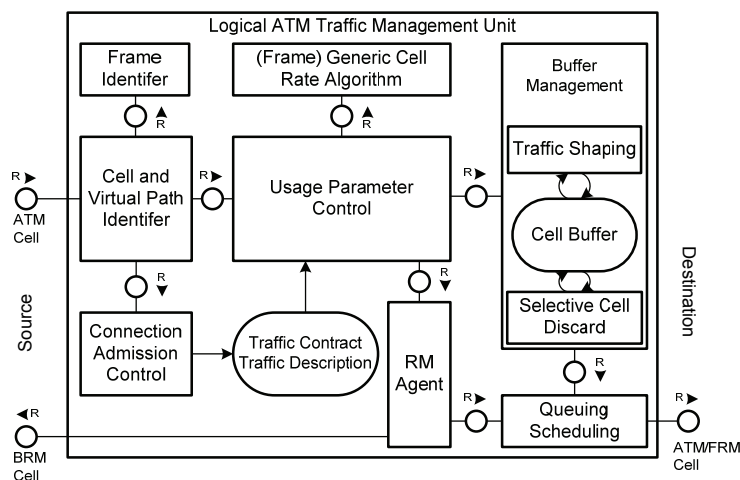 Logical ATM Traffic Management Unit
Frame
Identifer
(Frame) Generic Cell
Rate Algorithm
Buffer
Management
R
R
Traffic Shaping
R
R
R
Cell and
Virtual Path
Identifer
Usage Parameter
Control
ATM
Cell
Cell Buffer
R
R
Selective Cell
Discard
Source
Destination
Connection
Admission
Control
Traffic Contract
Traffic Description
RM
Agent
R
R
R
R
Queuing
Scheduling
BRM
Cell
ATM/FRM
Cell